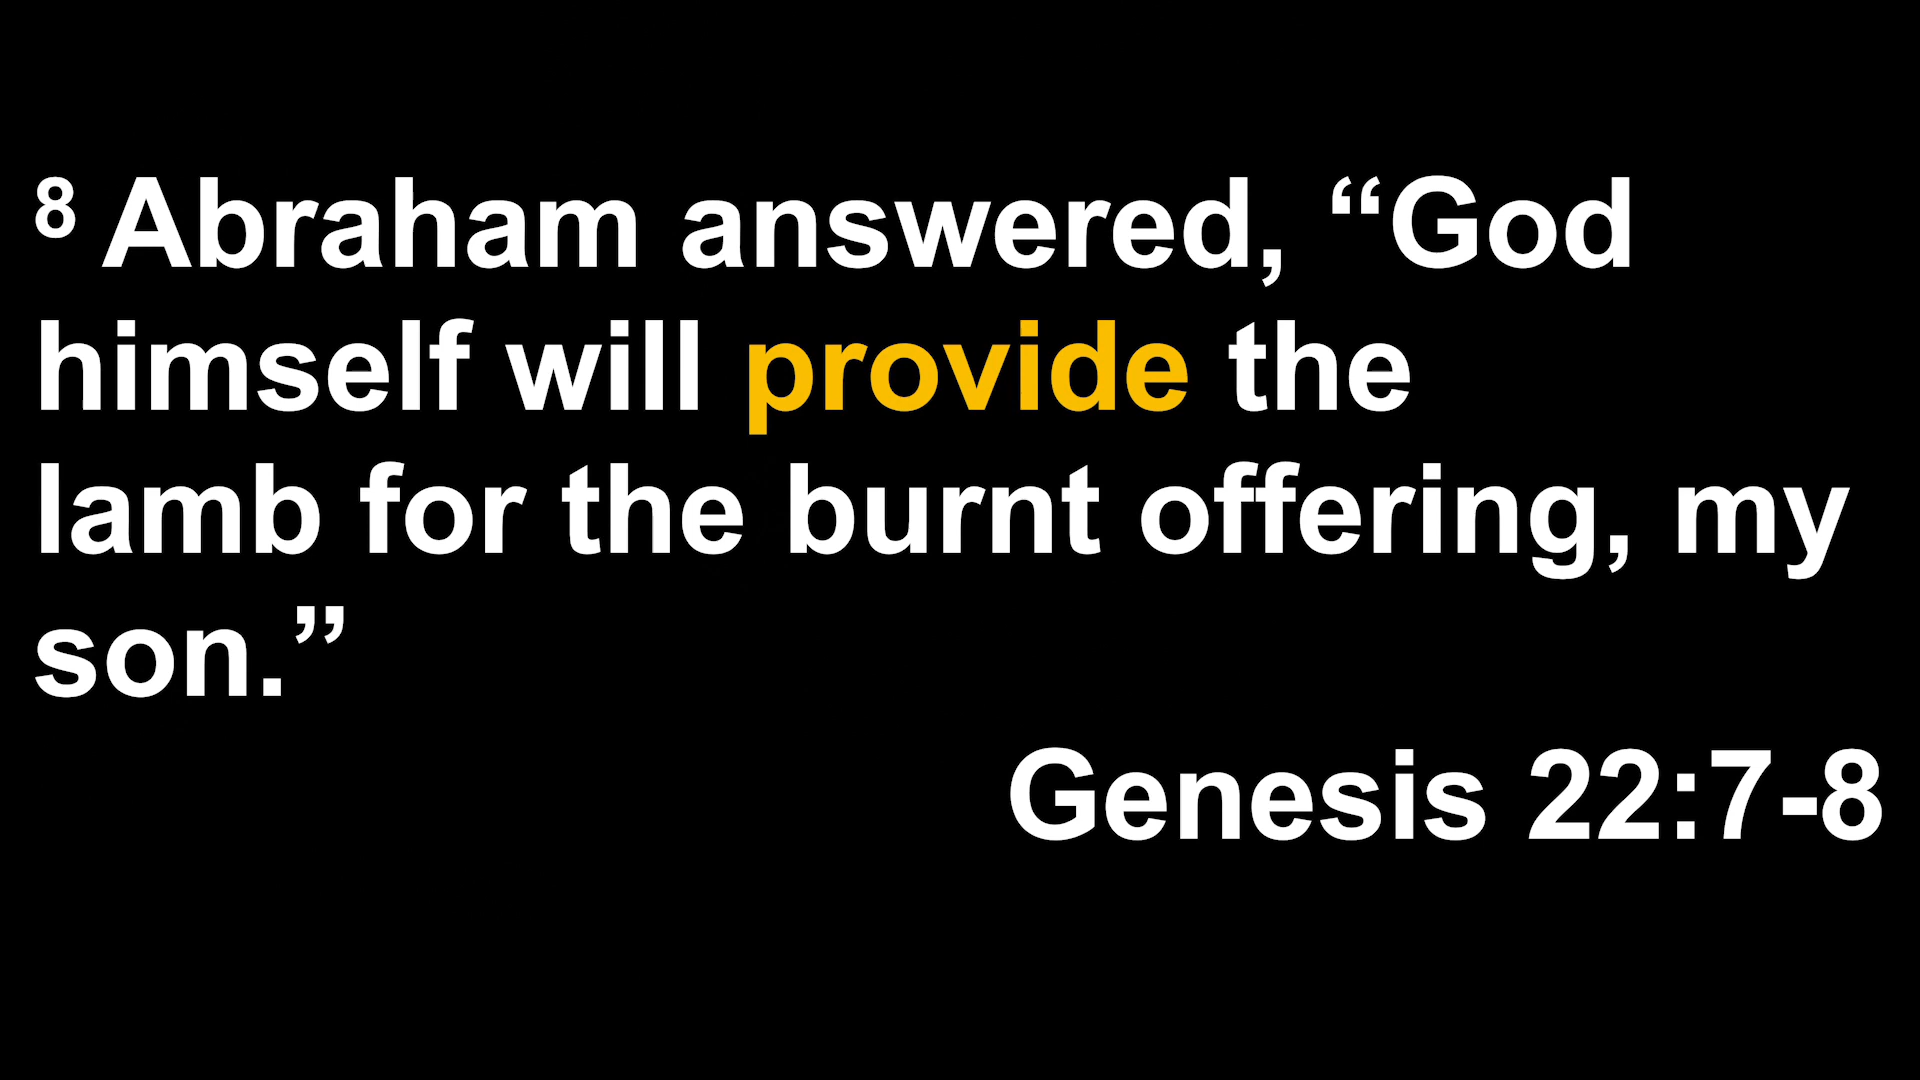 ⁸ Abraham answered, “God
himself will provide the
lamb for the burnt offering, my
son.”
Genesis 22:7-8